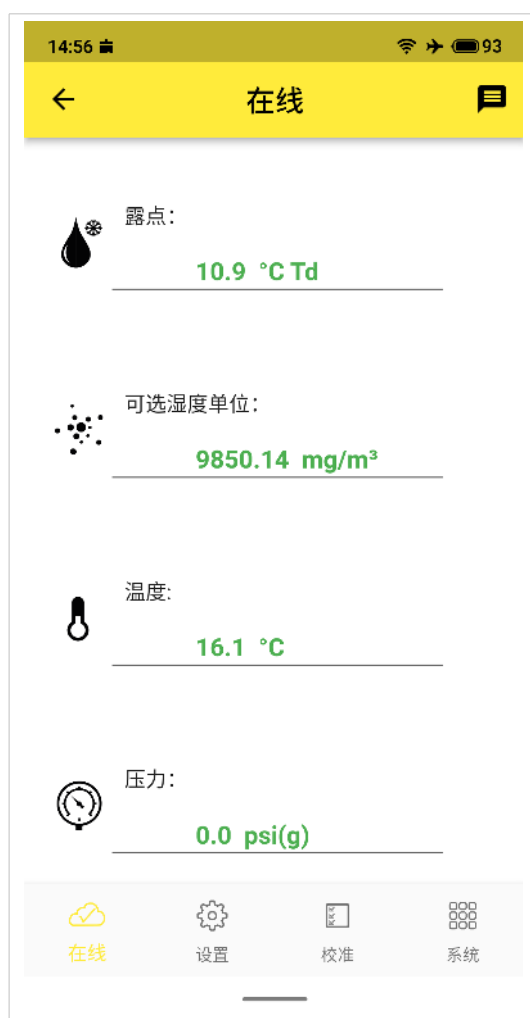 14:56 93
在线
露点：
10.9 °C Td
可选湿度单位：
9850.14 mg/m³
温度:
16.1 °C
压力：
0.0 psi(g)
在线 设置 校准 系统